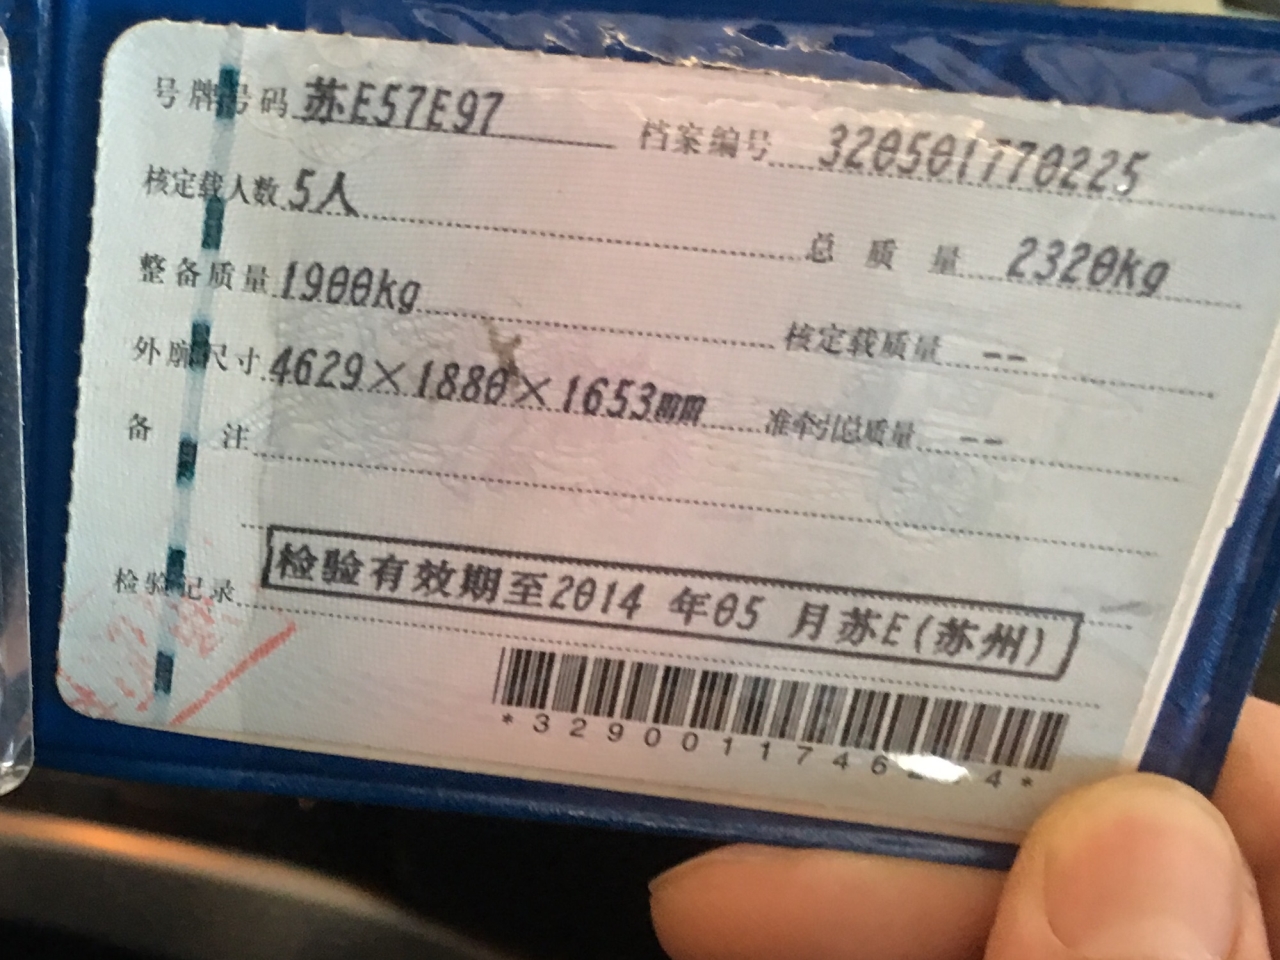 号牌号码 苏E57E97 档案编号 320501770225
核定载人数 5人 总质量 2320kg
整备质量 1900kg 核定载质量 --
外廓尺寸 4629×1880×1653mm 准牵引总质量 --
备注
检验记录 检验有效期至2014 年05 月苏E(苏州)